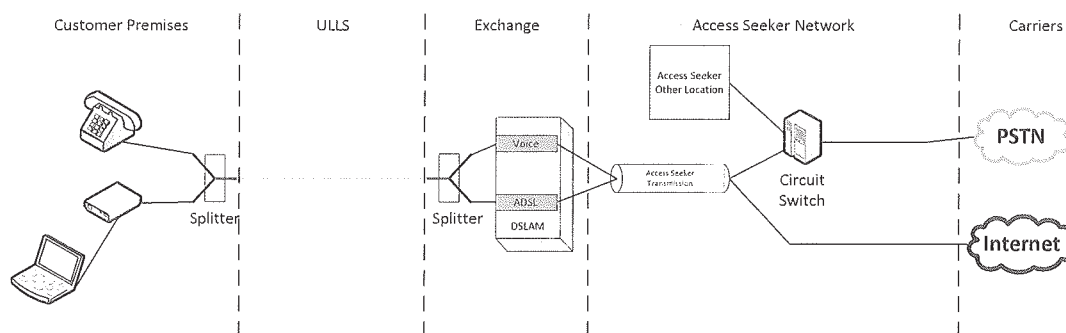 Customer Premises
ULLS
Exchange
Access Seeker Network
Carriers
Access Seeker
Other Location
Voice
PSTN
Access Seeker
Transmission
Circuit
Switch
Splitter
Splitter
ADSL
DSLAM
Internet